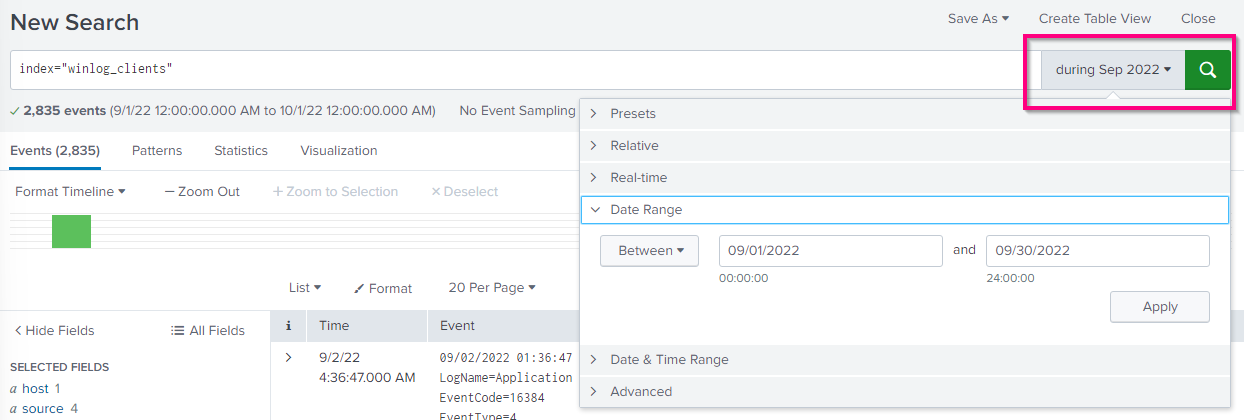 New Search
Save As ▾ Create Table View Close
index="winlog_clients"
during Sep 2022 ▾
✓ 2,835 events (9/1/22 12:00:00.000 AM to 10/1/22 12:00:00.000 AM) No Event Sampling
Events (2,835) Patterns Statistics Visualization
Format Timeline ▾ — Zoom Out + Zoom to Selection × Deselect
List ▾ Format 20 Per Page ▾
< Hide Fields All Fields
SELECTED FIELDS
a host 1
a source 4
i Time Event
> 9/2/22
4:36:47.000 AM
09/02/2022 01:36:47
LogName=Application
EventCode=16384
EventType=4
> Presets
> Relative
> Real-time
Date Range
Between ▾ 09/01/2022 and 09/30/2022
00:00:00 24:00:00
Apply
> Date & Time Range
> Advanced